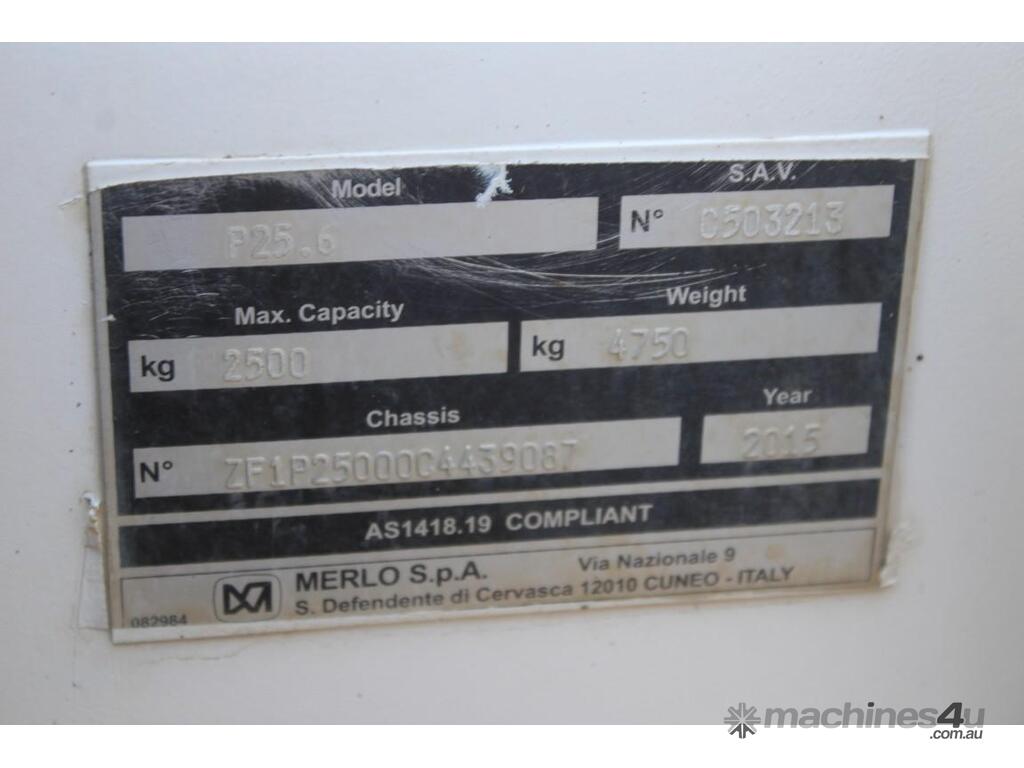 Model
S.A.V.
P25.6
N° C503213
Max. Capacity
Weight
kg 2500
kg 4750
Chassis
Year
N° ZF1P25000C4439087
2015
AS1418.19 COMPLIANT
MERLO S.p.A. Via Nazionale 9
S. Defendente di Cervasca 12010 CUNEO - ITALY
082984
machines4u
.com.au